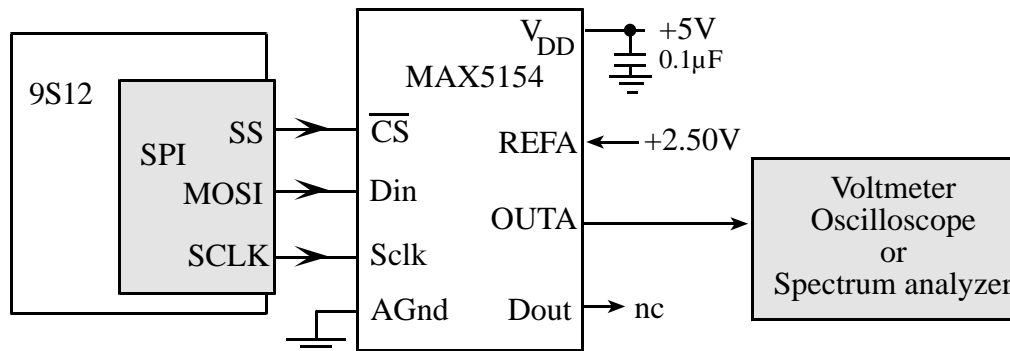 9S12
SPI
SS
MOSI
SCLK
V_DD
MAX5154
CS
Din
Sclk
AGnd
REFA
OUTA
Dout
+5V
0.1µF
+2.50V
nc
Voltmeter
Oscilloscope
or
Spectrum analyzer